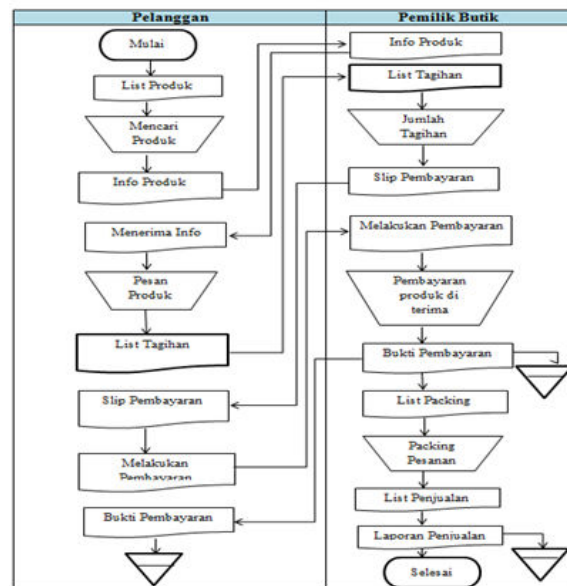 Pelanggan
Mulai
List Produk
Mencari
Produk
Info Produk
Menerima Info
Pesan
Produk
List Tagihan
Slip Pembayaran
Melakukan
Pembayaran
Bukti Pembayaran
Pemilik Butik
Info Produk
List Tagihan
Jumlah
Tagihan
Slip Pembayaran
Melakukan Pembayaran
Pembayaran
produk di
terima
Bukti Pembayaran
List Packing
Packing
Pesanan
List Penjualan
Laporan Penjualan
Selesai